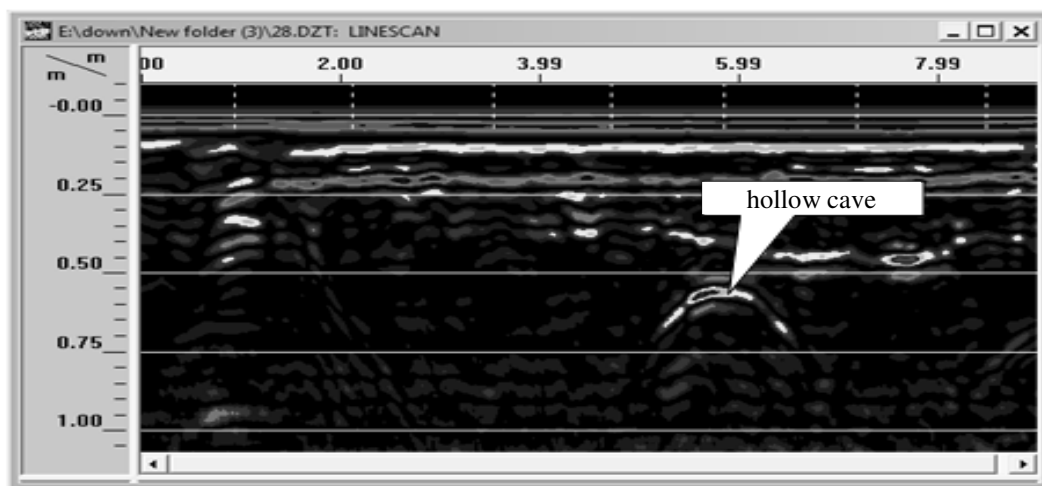 E:\down\New folder (3)\28.DZT: LINESCAN
m
m
00 2.00 3.99 5.99 7.99
-0.00
0.25
hollow cave
0.50
0.75
1.00